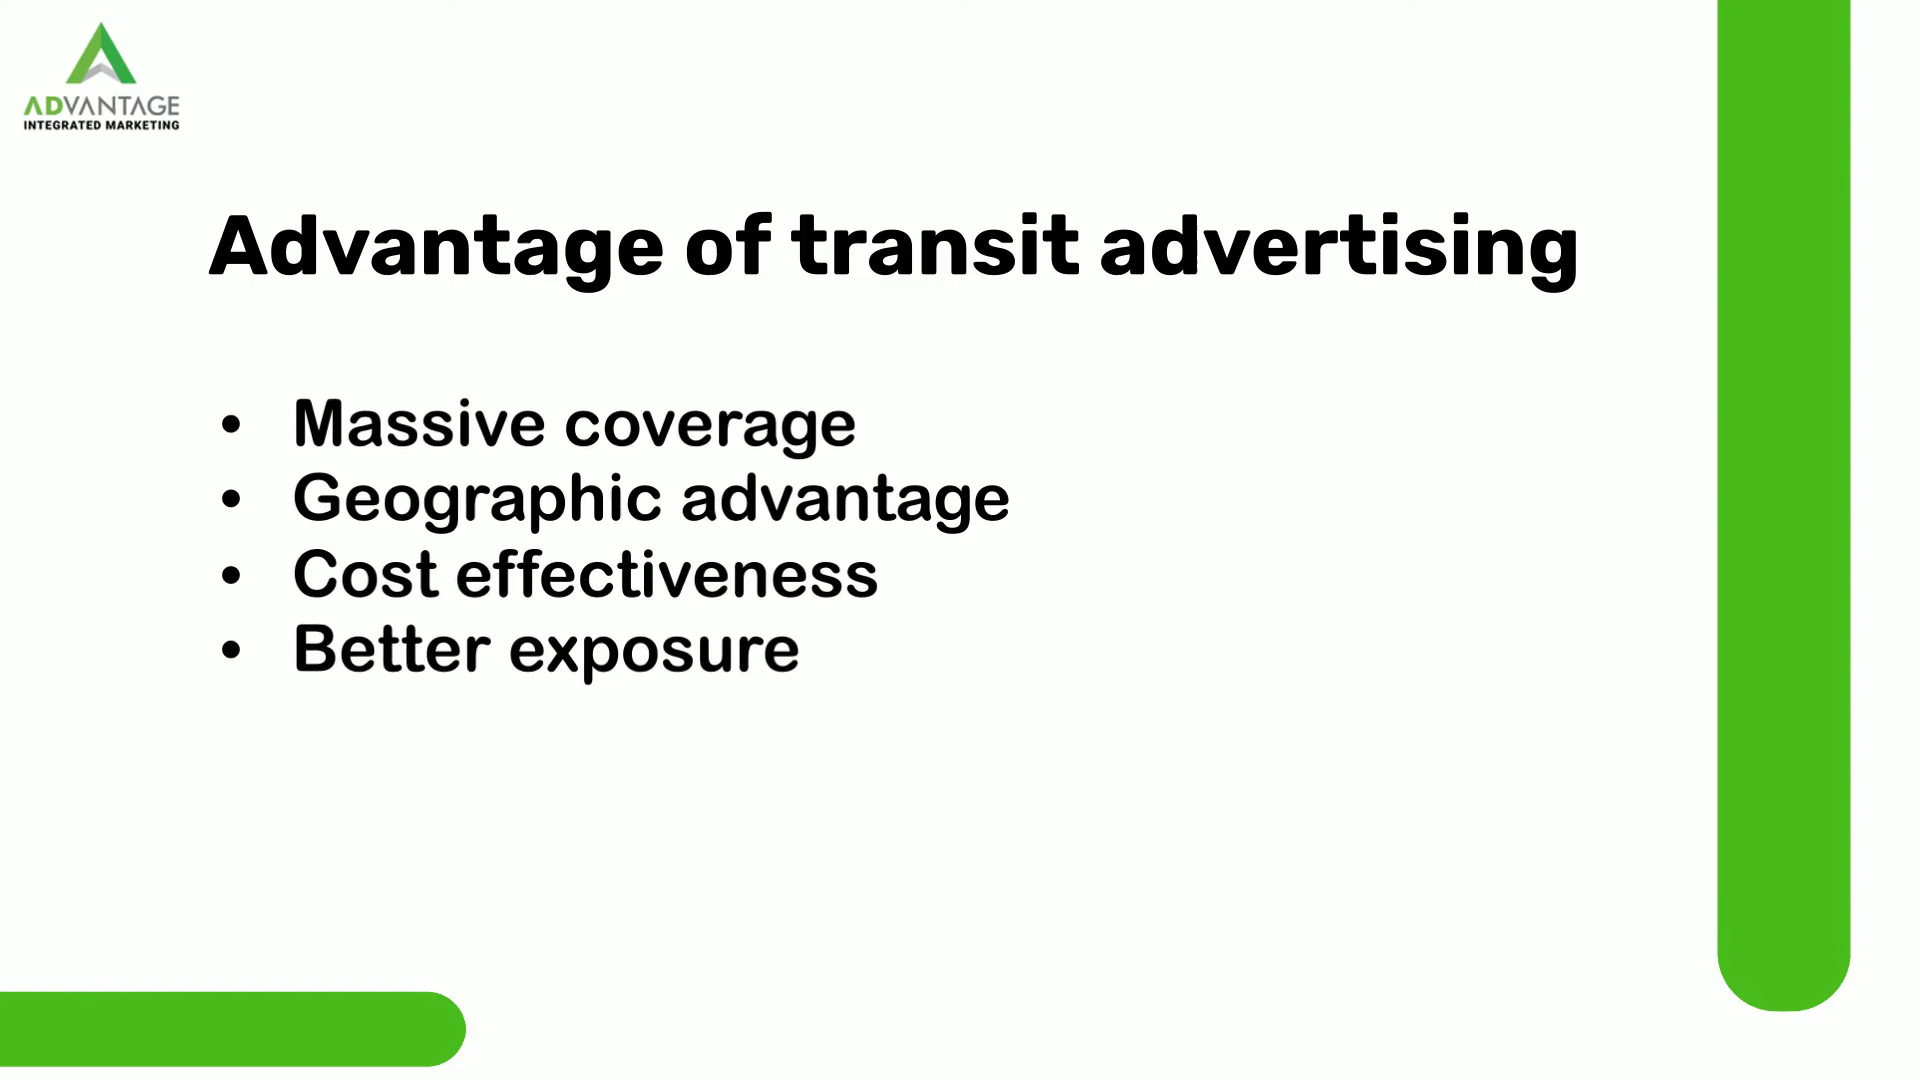 ADVANTAGE
INTEGRATED MARKETING
Advantage of transit advertising
• Massive coverage
• Geographic advantage
• Cost effectiveness
• Better exposure